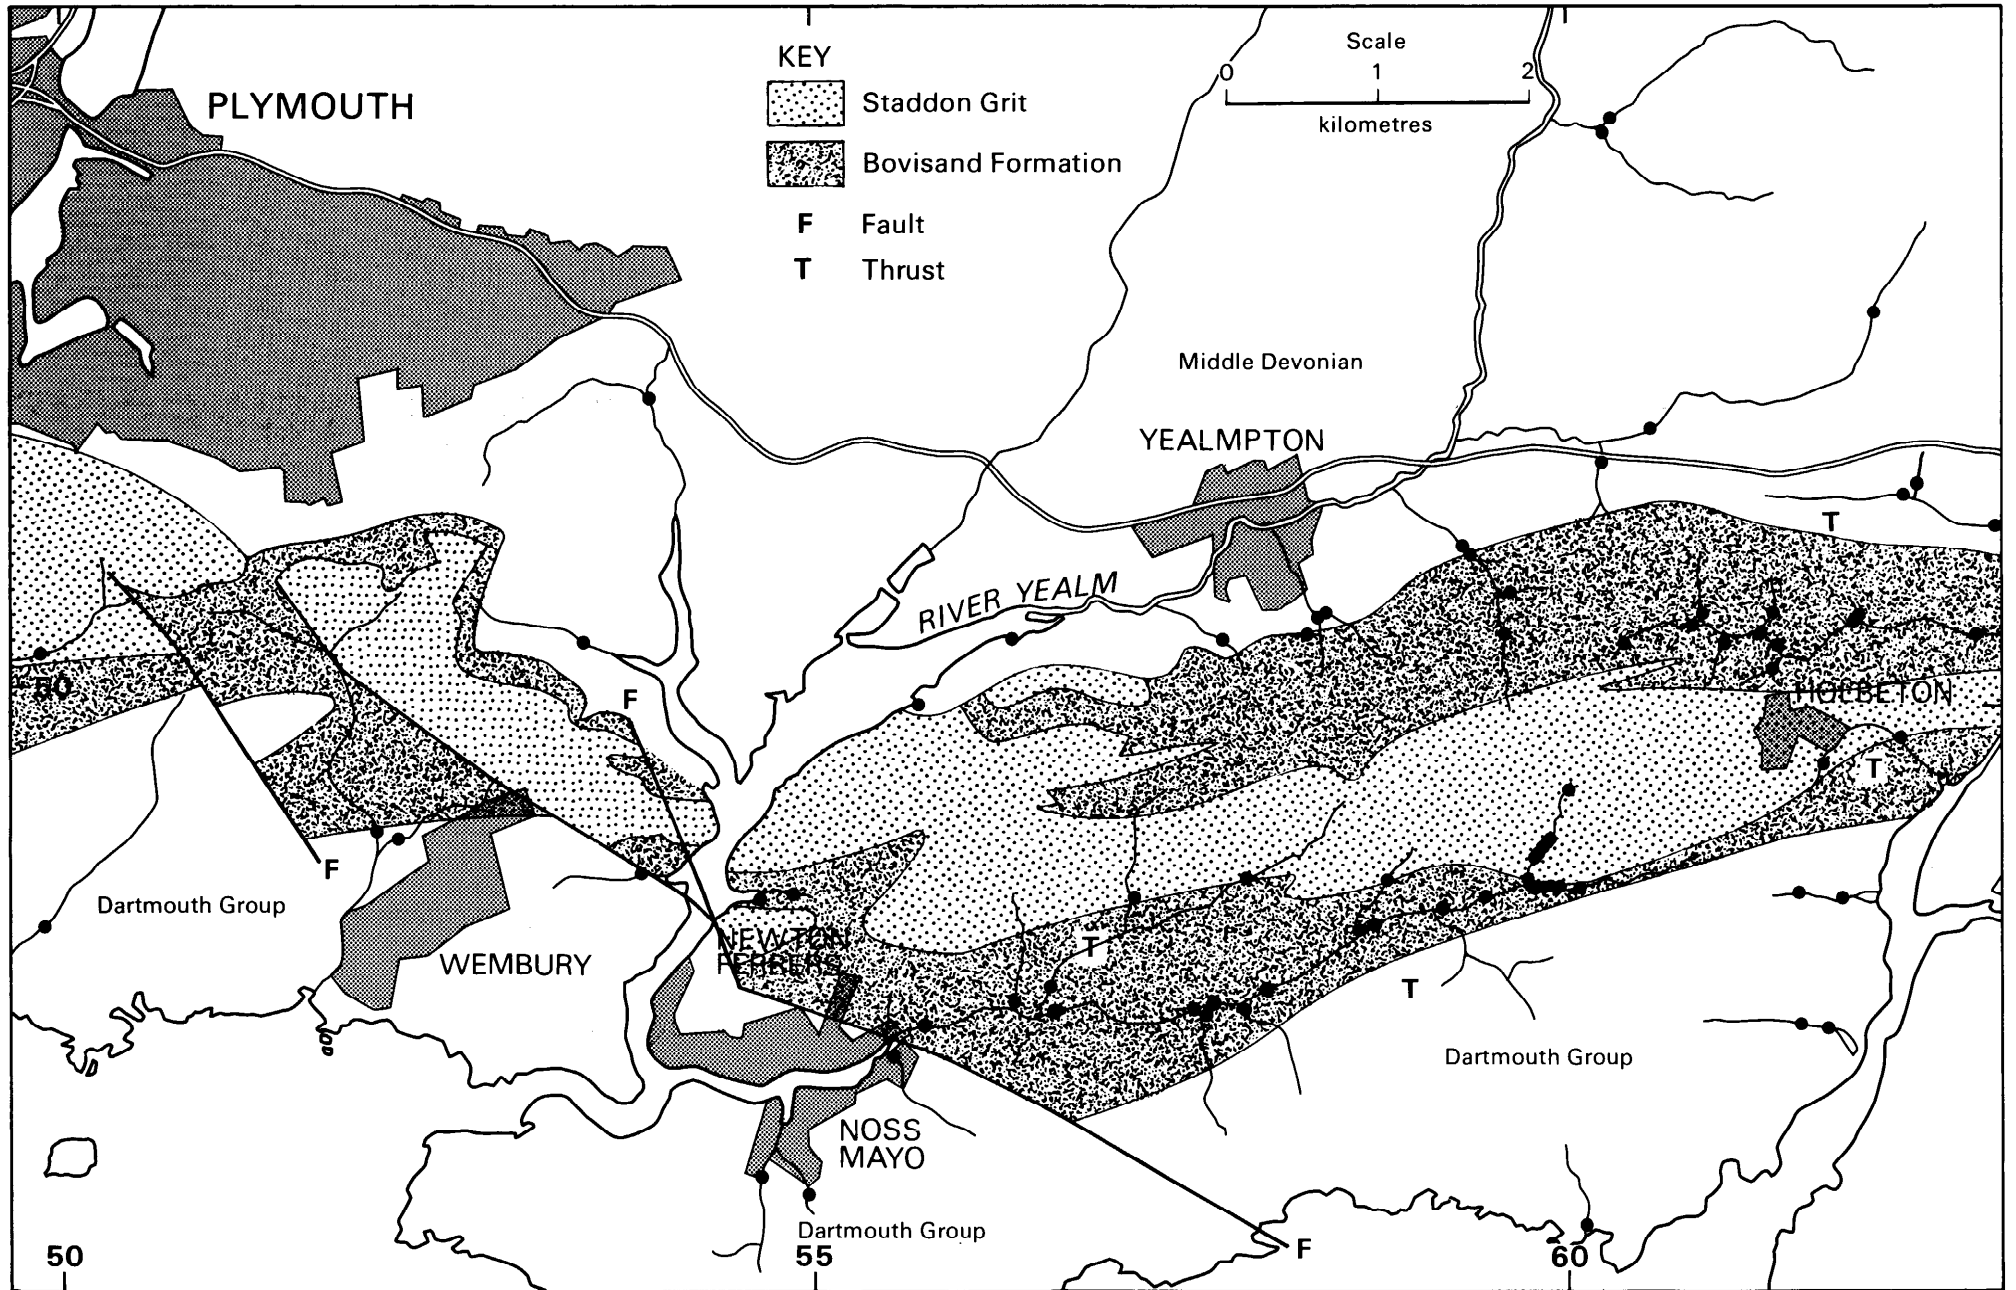 KEY
Scale
0 1 2
kilometres
Staddon Grit
Bovisand Formation
F Fault
T Thrust
PLYMOUTH
Middle Devonian
YEALMPTON
T
RIVER YEALM
50
F
HOLBETON
T
F
Dartmouth Group
WEMBURY
NEWTON
FERRERS
T
T
Dartmouth Group
NOSS
MAYO
Dartmouth Group
F
50
55
60